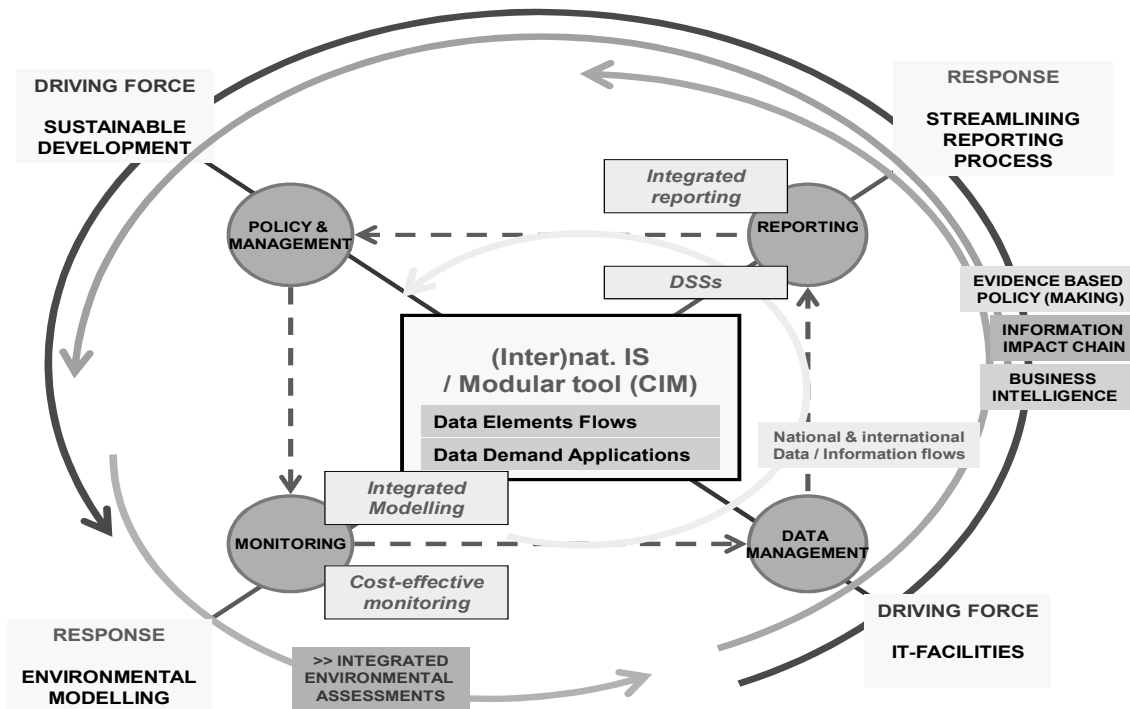 DRIVING FORCE
SUSTAINABLE
DEVELOPMENT
RESPONSE
STREAMLINING
REPORTING
PROCESS
Integrated
reporting
POLICY &
MANAGEMENT
REPORTING
DSSs
EVIDENCE BASED
POLICY (MAKING)
INFORMATION
IMPACT CHAIN
BUSINESS
INTELLIGENCE
(Inter)nat. IS
/ Modular tool (CIM)
Data Elements Flows
Data Demand Applications
National & international
Data / Information flows
Integrated
Modelling
MONITORING
DATA
MANAGEMENT
Cost-effective
monitoring
RESPONSE
ENVIRONMENTAL
MODELLING
>> INTEGRATED
ENVIRONMENTAL
ASSESSMENTS
DRIVING FORCE
IT-FACILITIES